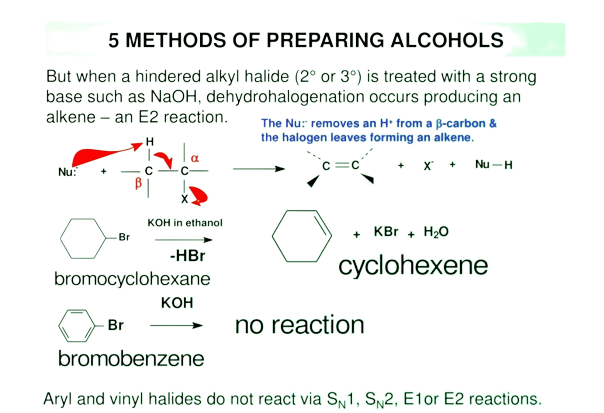 5 METHODS OF PREPARING ALCOHOLS
But when a hindered alkyl halide (2° or 3°) is treated with a strong
base such as NaOH, dehydrohalogenation occurs producing an
alkene – an E2 reaction.
The Nu:⁻ removes an H⁺ from a β-carbon &
the halogen leaves forming an alkene.
H
α
Nu:⁻ + C C C=C + X⁻ + Nu—H
β
X
KOH in ethanol
Br + KBr + H₂O
-HBr
cyclohexene
bromocyclohexane
KOH
Br no reaction
bromobenzene
Aryl and vinyl halides do not react via SN1, SN2, E1or E2 reactions.